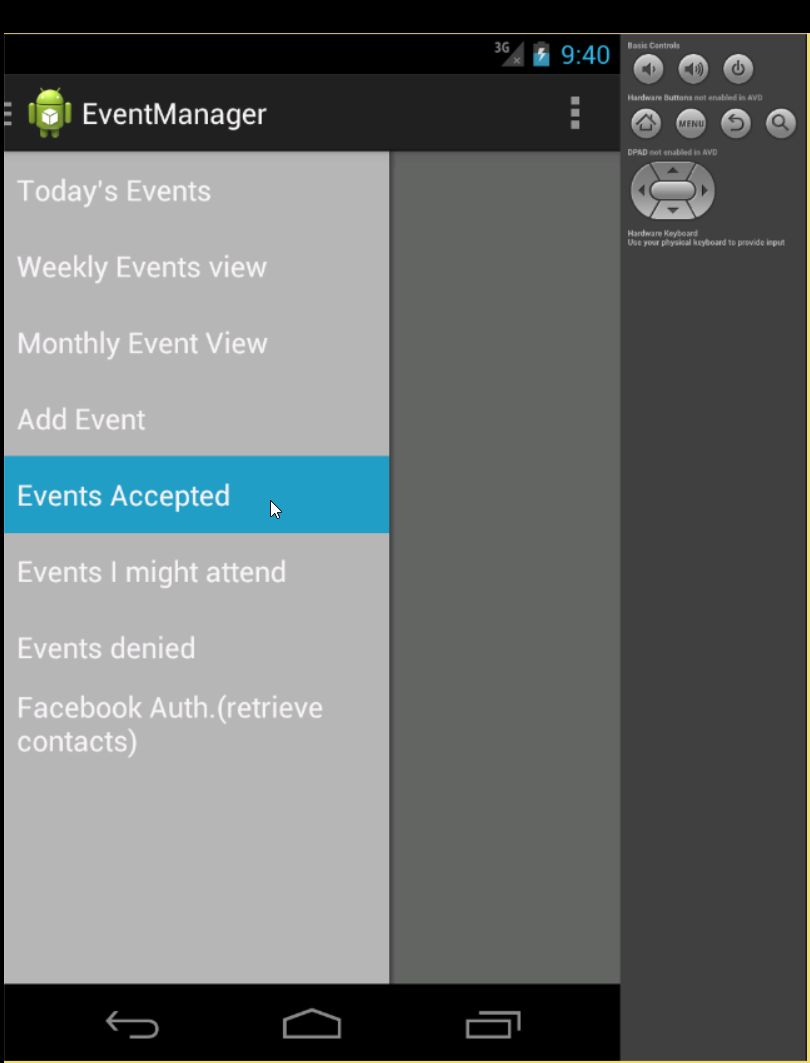 3G 9:40
EventManager
Today's Events
Weekly Events view
Monthly Event View
Add Event
Events Accepted
Events I might attend
Events denied
Facebook Auth.(retrieve
contacts)
Basic Controls
Hardware Buttons not enabled in AVD
MENU
DPAD not enabled in AVD
Hardware Keyboard
Use your physical keyboard to provide input